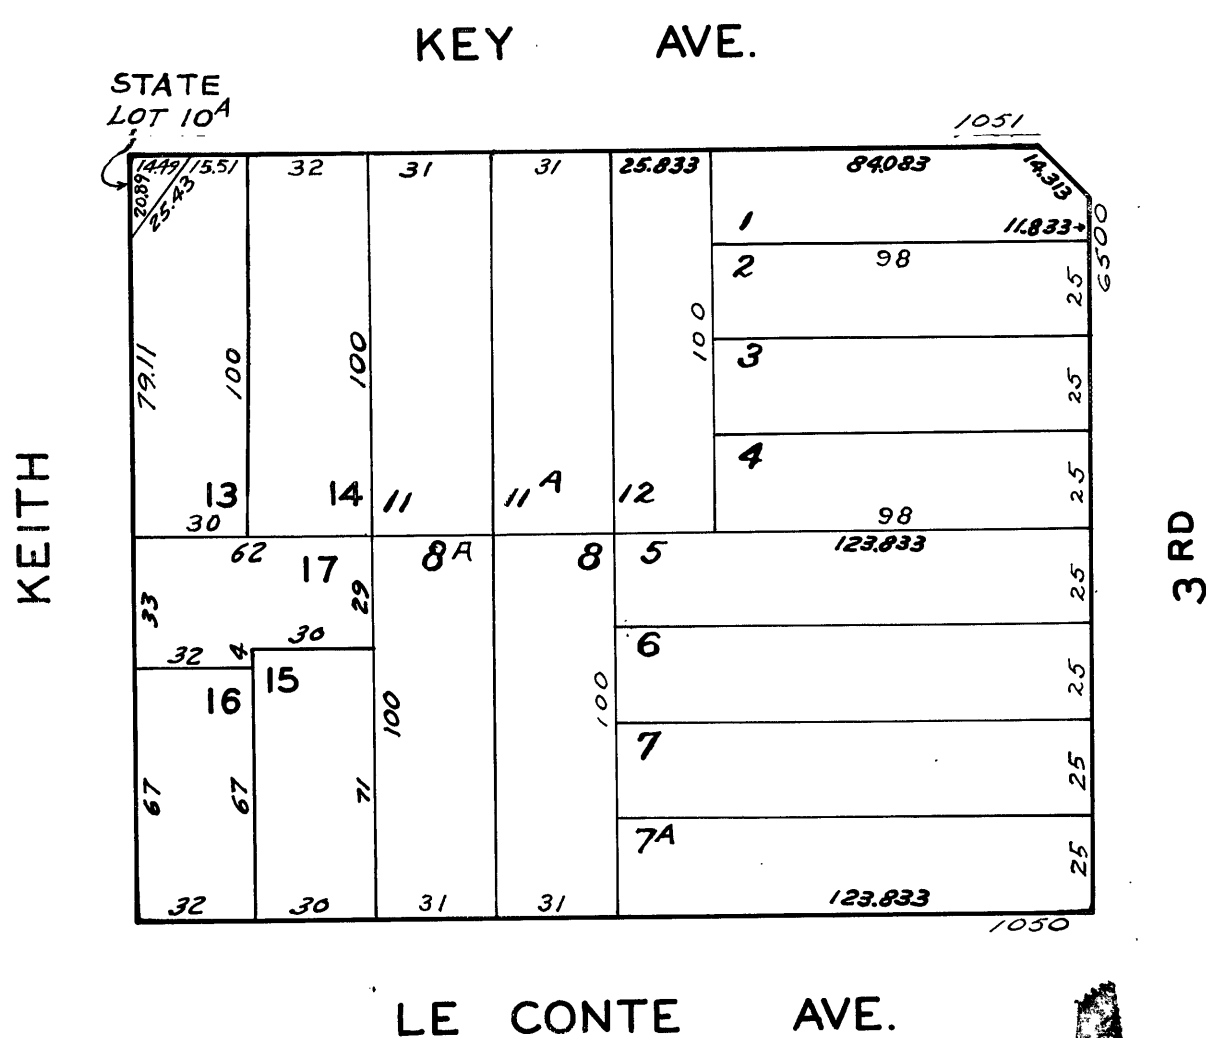 KEY AVE.
STATE
LOT 10A
1051
14.49 15.51 32 31 31 25.833 84.083 14.313
20.89 25.43
1 11.833
6500
2 98 25
79.11 100 100 100
3 25
4 25
13 14 11 11A 12
30 98
KEITH
3RD
62 17 8A 8 5 123.833
33 29 25
32 4 30 6
16 15 100 100 25
7
67 67 71 25
7A 25
32 30 31 31 123.833
1050
LE CONTE AVE.